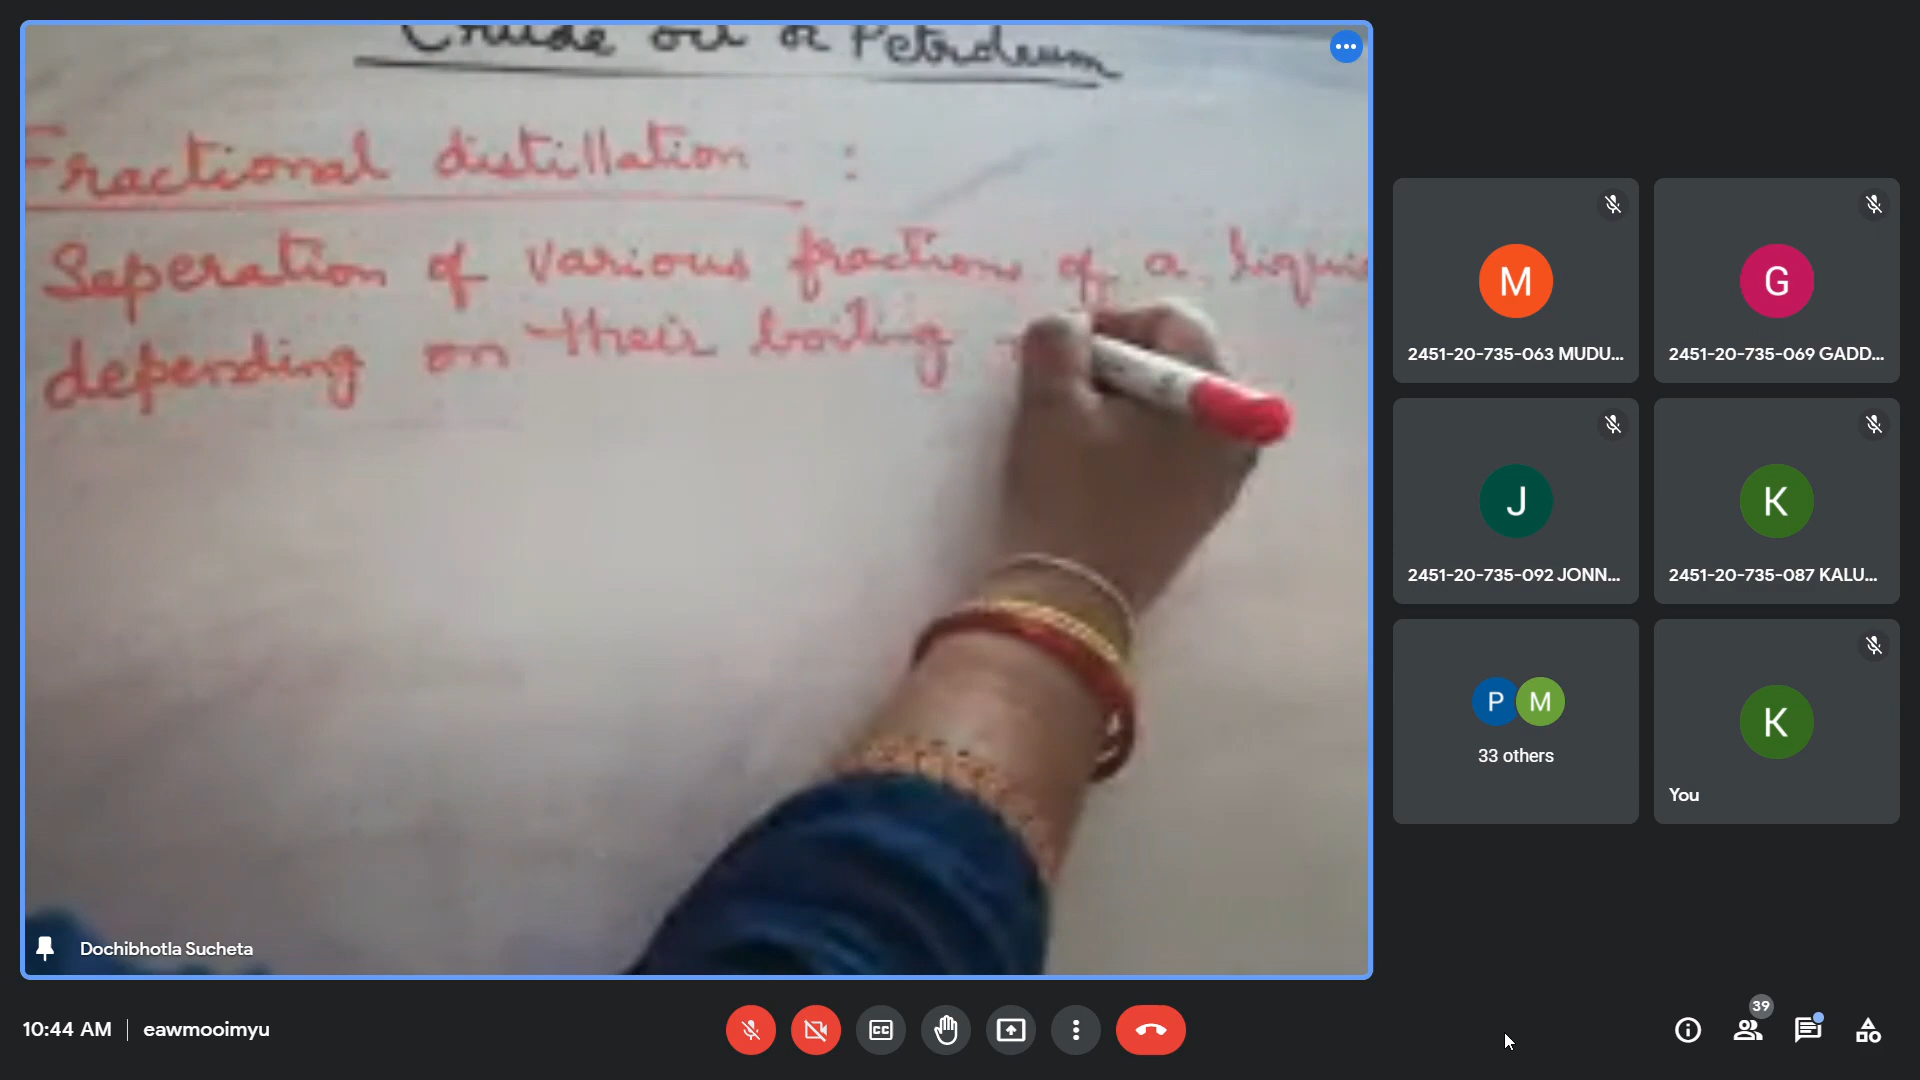 Crude oil or Petroleum
Fractional distillation :
Seperation of various fractions of a liquid
depending on their boiling
Dochibhotla Sucheta
2451-20-735-063 MUDU...
2451-20-735-069 GADD...
2451-20-735-092 JONN...
2451-20-735-087 KALU...
M
G
J
K
P M
33 others
K
You
10:44 AM | eawmooimyu
CC
39